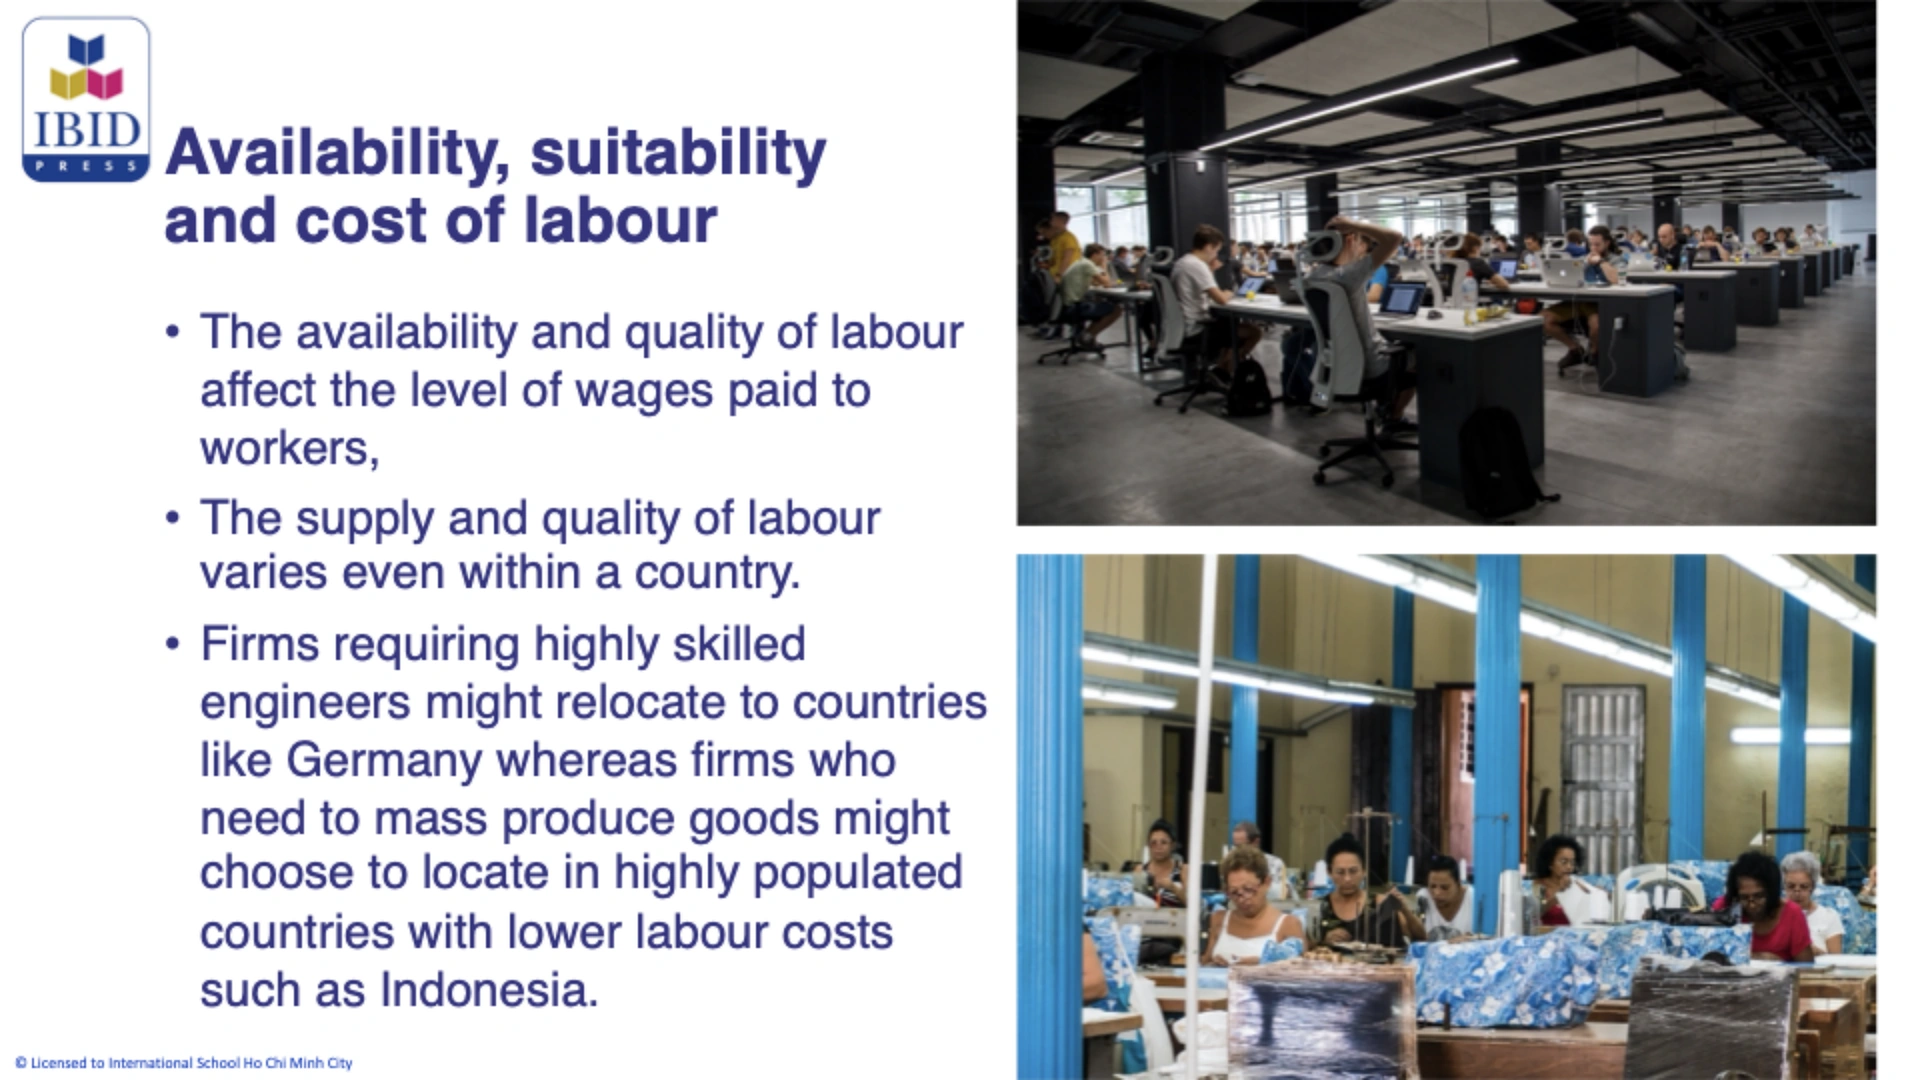 IBID
PRESS
Availability, suitability
and cost of labour
• The availability and quality of labour
affect the level of wages paid to
workers,
• The supply and quality of labour
varies even within a country.
• Firms requiring highly skilled
engineers might relocate to countries
like Germany whereas firms who
need to mass produce goods might
choose to locate in highly populated
countries with lower labour costs
such as Indonesia.
© Licensed to International School Ho Chi Minh City